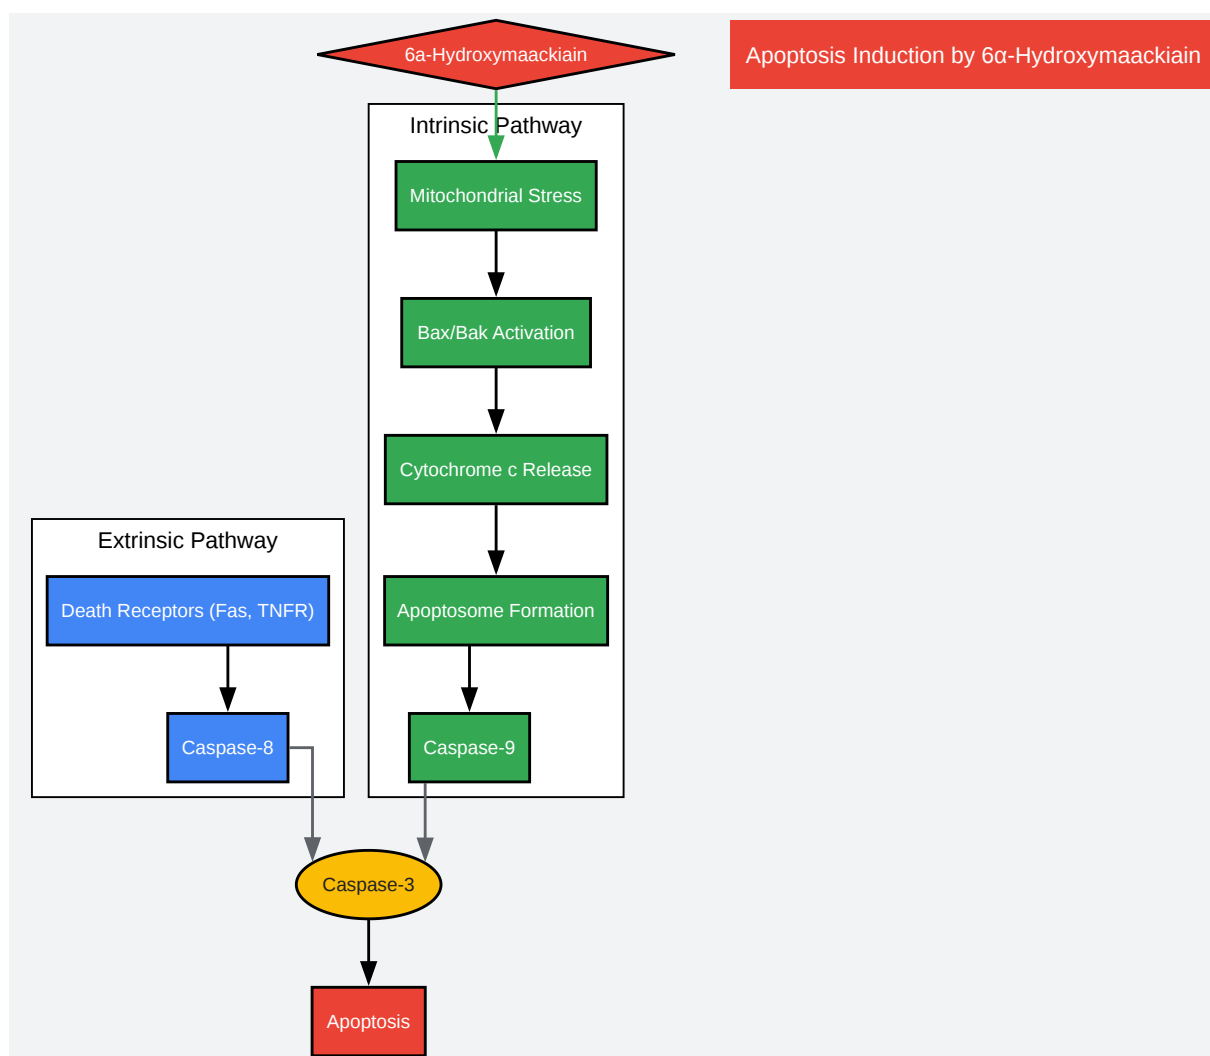 6a-Hydroxymaackiain
Apoptosis Induction by 6α-Hydroxymaackiain
Intrinsic Pathway
Mitochondrial Stress
Bax/Bak Activation
Cytochrome c Release
Extrinsic Pathway
Death Receptors (Fas, TNFR)
Apoptosome Formation
Caspase-8
Caspase-9
Caspase-3
Apoptosis